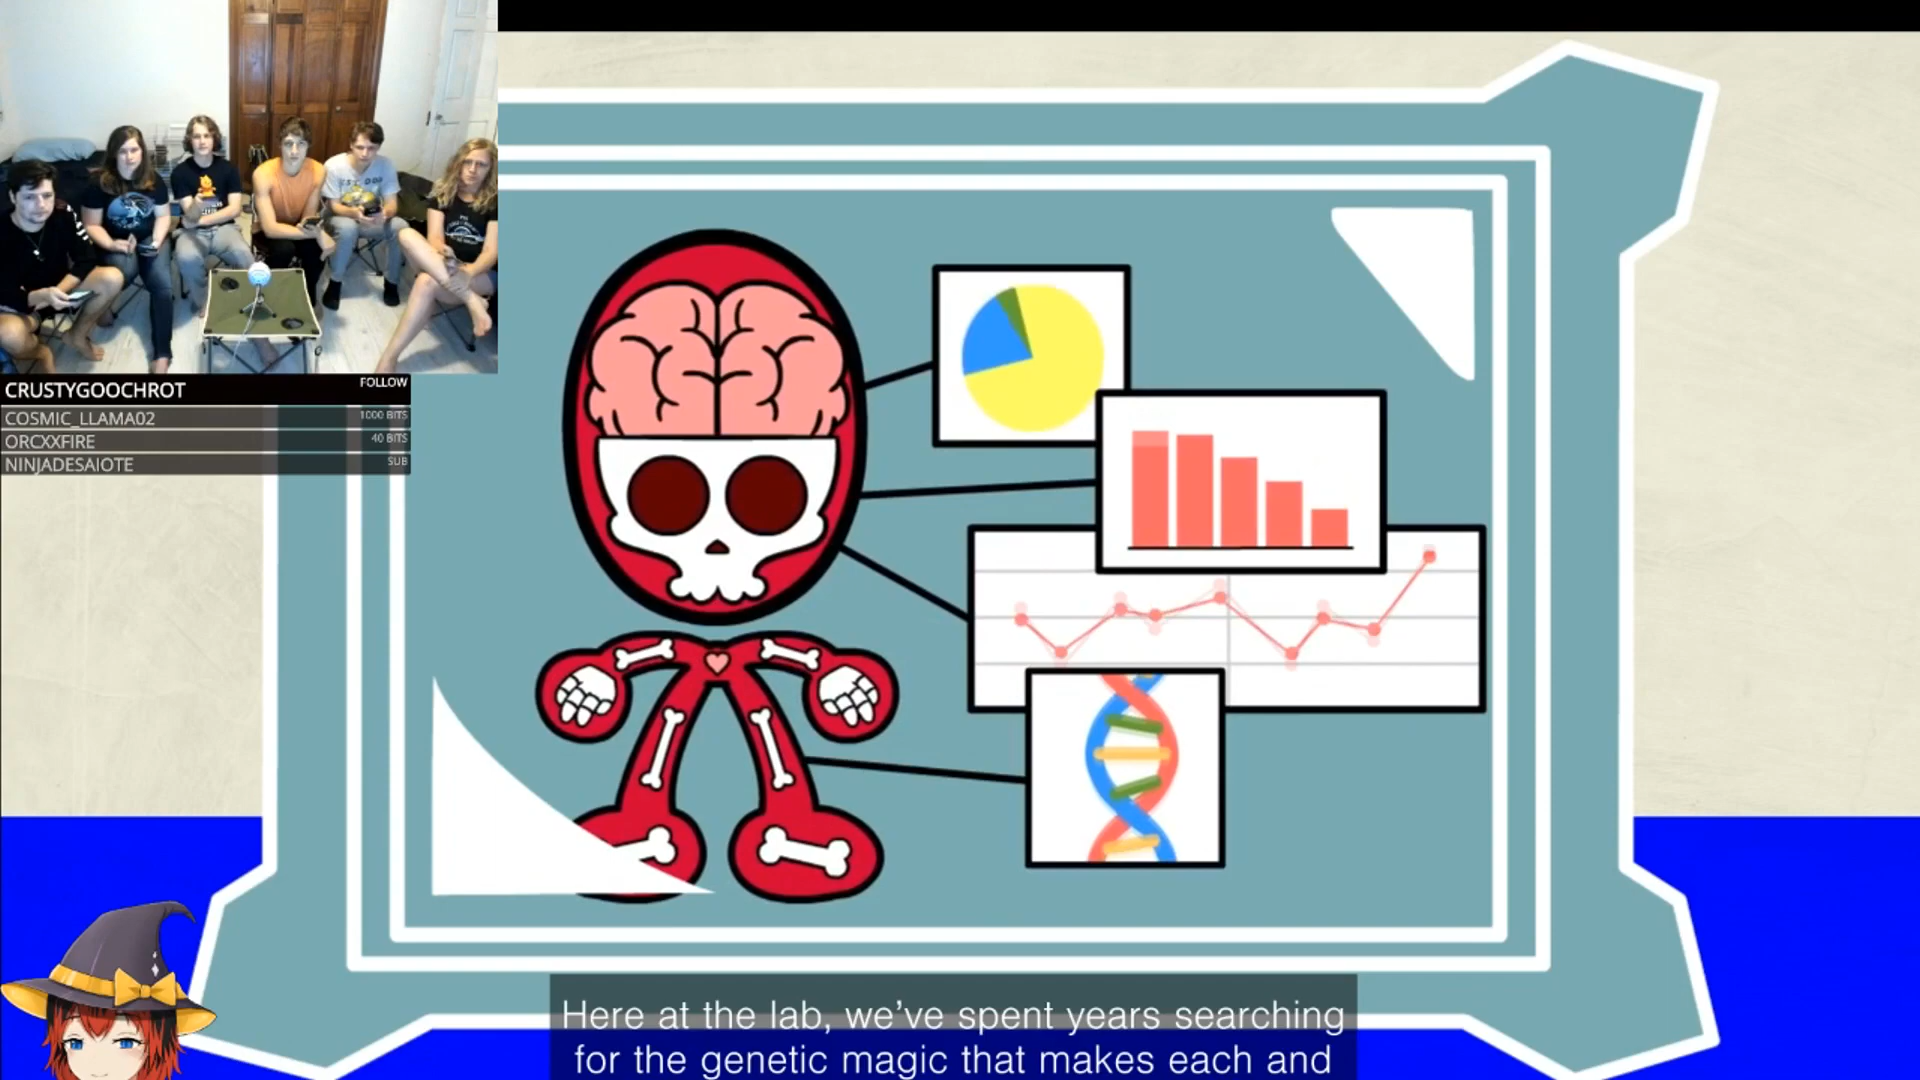 CRUSTYGOOCHROT FOLLOW
COSMIC_LLAMA02 1000 BITS
ORCXXFIRE 40 BITS
NINJADESAIOTE SUB
Here at the lab, we've spent years searching
for the genetic magic that makes each and